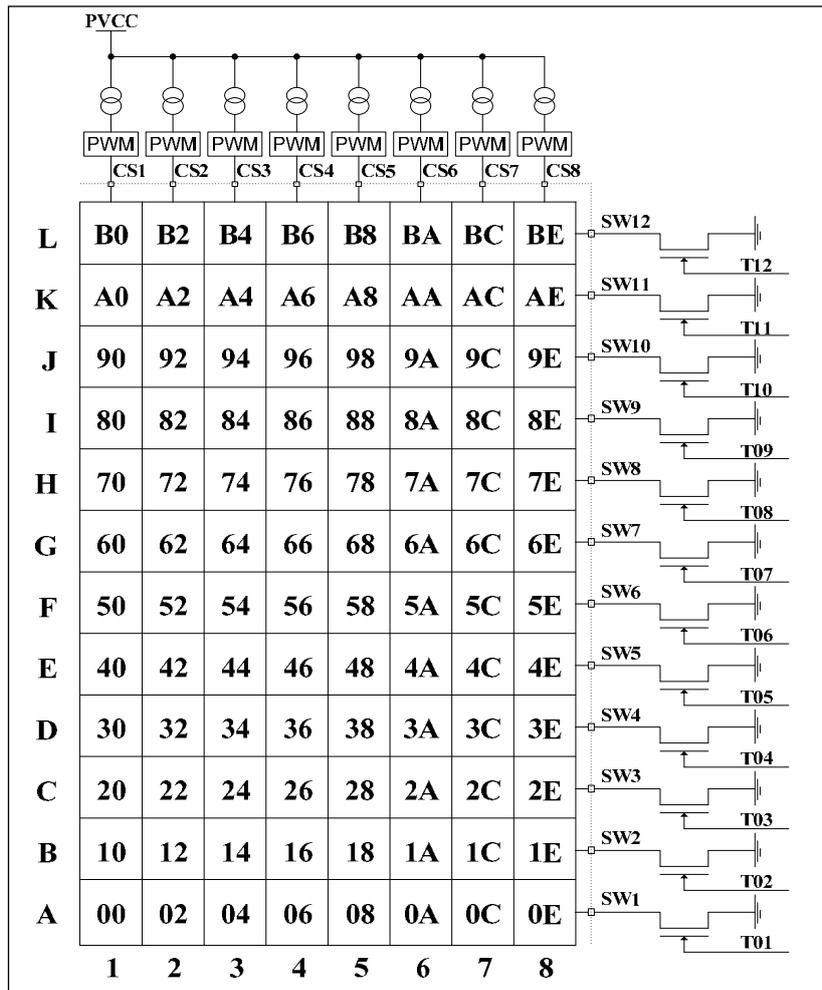 PVCC
PWM PWM PWM PWM PWM PWM PWM PWM
CS1 CS2 CS3 CS4 CS5 CS6 CS7 CS8
L B0 B2 B4 B6 B8 BA BC BE SW12
T12
K A0 A2 A4 A6 A8 AA AC AE SW11
T11
J 90 92 94 96 98 9A 9C 9E SW10
T10
I 80 82 84 86 88 8A 8C 8E SW9
T09
H 70 72 74 76 78 7A 7C 7E SW8
T08
G 60 62 64 66 68 6A 6C 6E SW7
T07
F 50 52 54 56 58 5A 5C 5E SW6
T06
E 40 42 44 46 48 4A 4C 4E SW5
T05
D 30 32 34 36 38 3A 3C 3E SW4
T04
C 20 22 24 26 28 2A 2C 2E SW3
T03
B 10 12 14 16 18 1A 1C 1E SW2
T02
A 00 02 04 06 08 0A 0C 0E SW1
T01
1 2 3 4 5 6 7 8